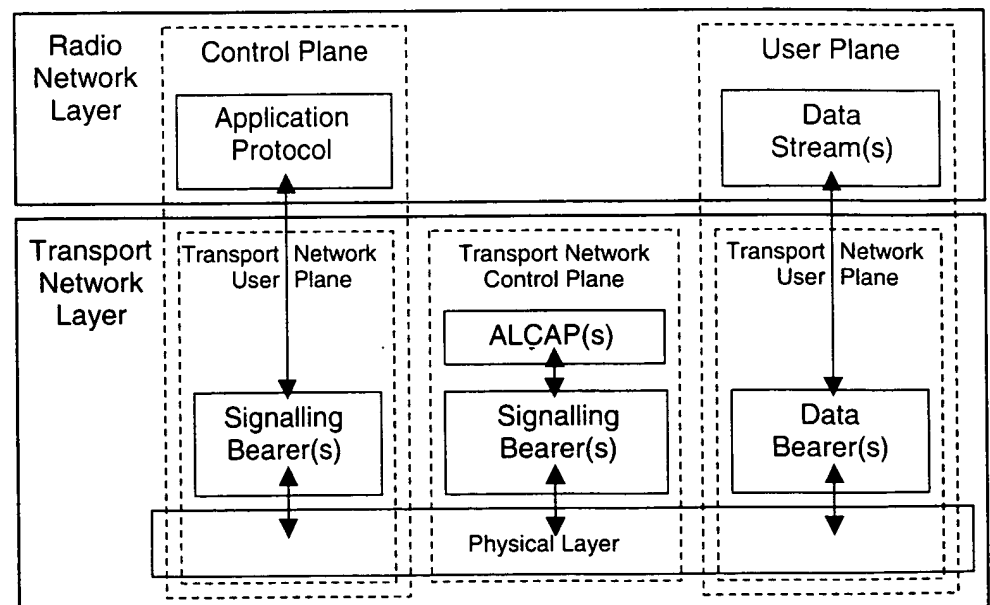 Radio
Network
Layer
Control Plane
User Plane
Application
Protocol
Data
Stream(s)
Transport
Network
Layer
Transport Network
User Plane
Transport Network
Control Plane
Transport Network
User Plane
ALCAP(s)
Signalling
Bearer(s)
Signalling
Bearer(s)
Data
Bearer(s)
Physical Layer